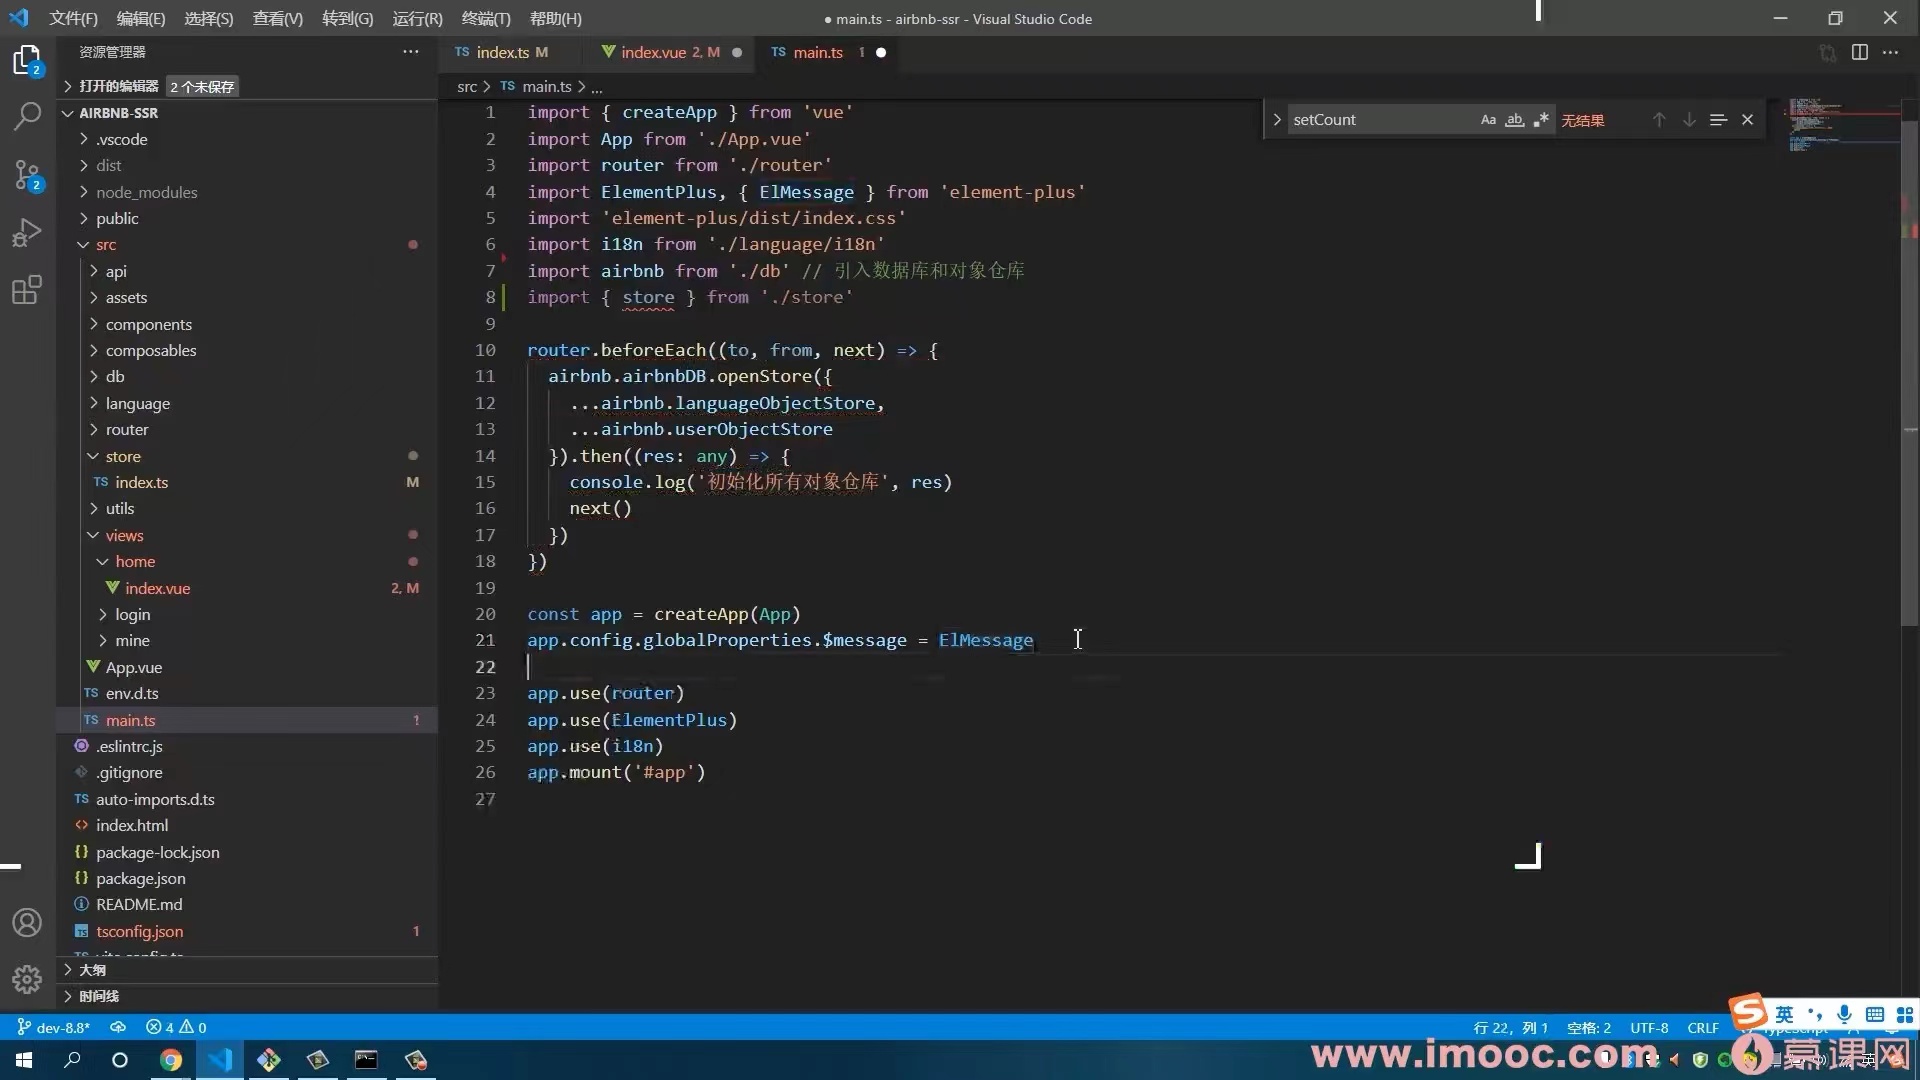 文件(F) 编辑(E) 选择(S) 查看(V) 转到(G) 运行(R) 终端(T) 帮助(H) ● main.ts - airbnb-ssr - Visual Studio Code
资源管理器 ···
TS index.ts M index.vue 2, M ● TS main.ts 1 ●
打开的编辑器 2 个未保存
src > TS main.ts > ...
AIRBNB-SSR
.vscode
dist
node_modules
public
src
api
assets
components
composables
db
language
router
store
TS index.ts M
utils
views
home
index.vue 2, M
login
mine
App.vue
TS env.d.ts
TS main.ts 1
.eslintrc.js
.gitignore
TS auto-imports.d.ts
index.html
package-lock.json
package.json
README.md
tsconfig.json 1
大纲
时间线
setCount Aa ab 无结果
1 import { createApp } from 'vue'
2 import App from './App.vue'
3 import router from './router'
4 import ElementPlus, { ElMessage } from 'element-plus'
5 import 'element-plus/dist/index.css'
6 import i18n from './language/i18n'
7 import airbnb from './db' // 引入数据库和对象仓库
8 import { store } from './store'
9
10 router.beforeEach((to, from, next) => {
11 airbnb.airbnbDB.openStore({
12 ...airbnb.languageObjectStore,
13 ...airbnb.userObjectStore
14 }).then((res: any) => {
15 console.log('初始化所有对象仓库', res)
16 next()
17 })
18 })
19
20 const app = createApp(App)
21 app.config.globalProperties.$message = ElMessage
22
23 app.use(router)
24 app.use(ElementPlus)
25 app.use(i18n)
26 app.mount('#app')
27
dev-8.8* 4 0 行 22，列 1 空格: 2 UTF-8 CRLF TypeScript
英
www.imooc.com 慕课网